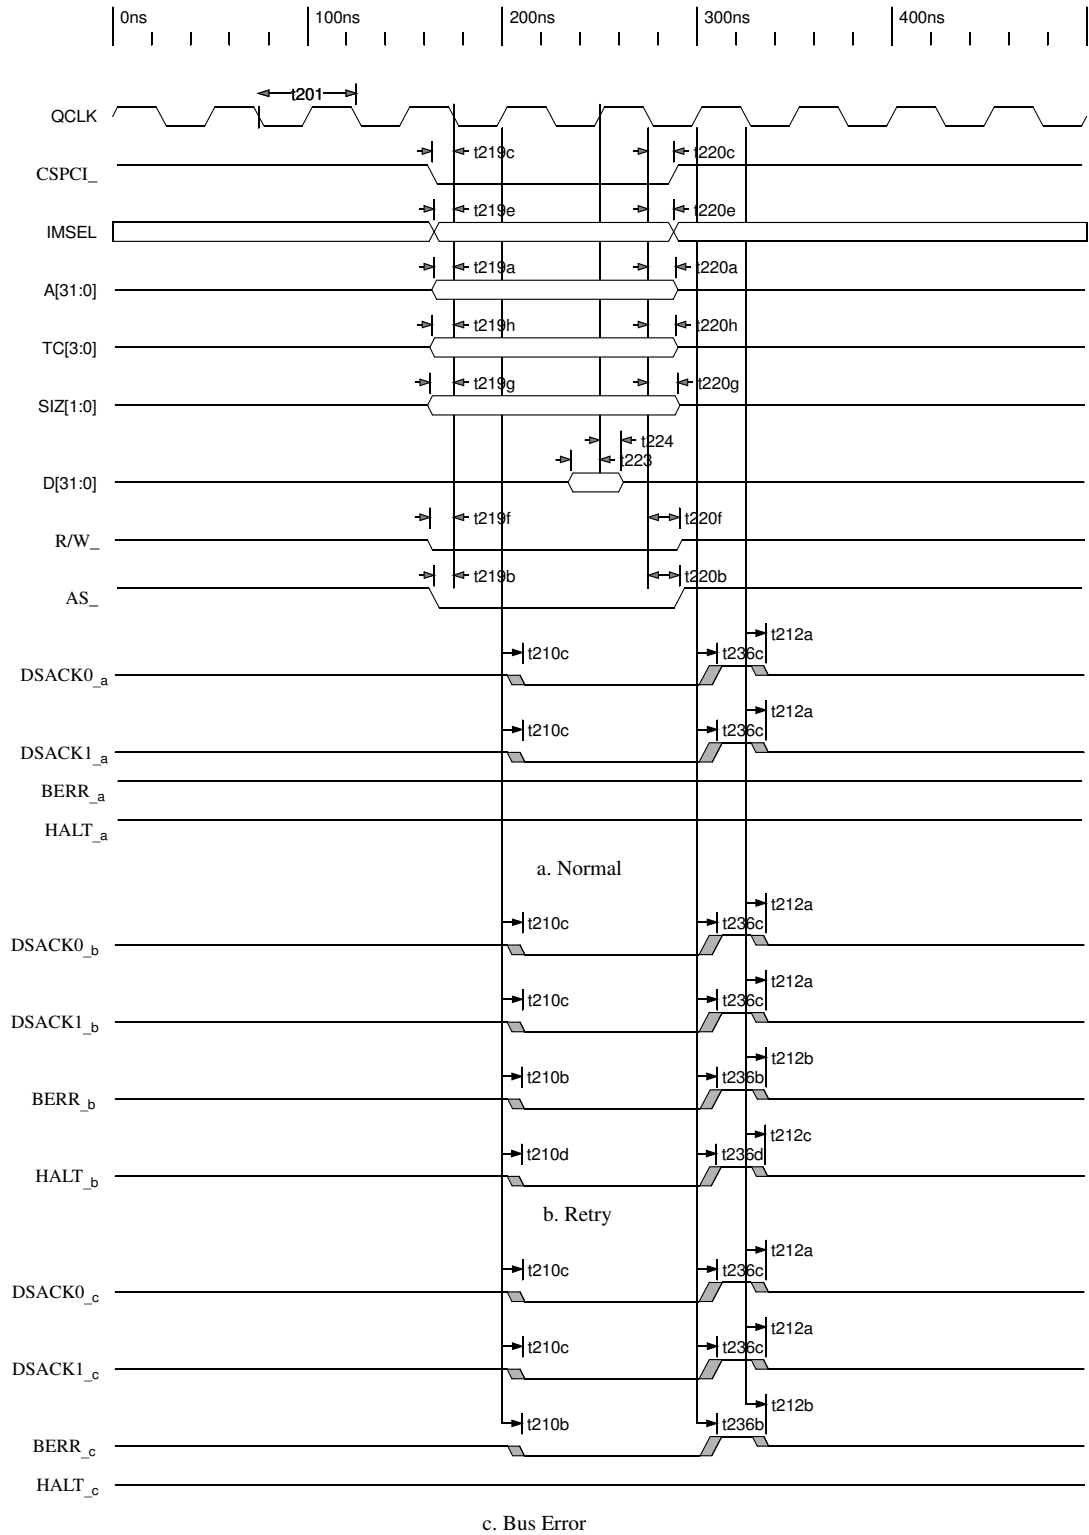 0ns 100ns 200ns 300ns 400ns
t201
QCLK
t219c t220c
CSPCI_
t219e t220e
IMSEL
t219a t220a
A[31:0]
t219h t220h
TC[3:0]
t219g t220g
SIZ[1:0]
t224
t223
D[31:0]
t219f t220f
R/W_
t219b t220b
AS_
t212a
t210c t236c
DSACK0_a
t212a
t210c t236c
DSACK1_a
BERR_a
HALT_a
a. Normal
t212a
t210c t236c
DSACK0_b
t212a
t210c t236c
DSACK1_b
t212b
t210b t236b
BERR_b
t212c
t210d t236d
HALT_b
b. Retry
t212a
t210c t236c
DSACK0_c
t212a
t210c t236c
DSACK1_c
t212b
t210b t236b
BERR_c
HALT_c
c. Bus Error